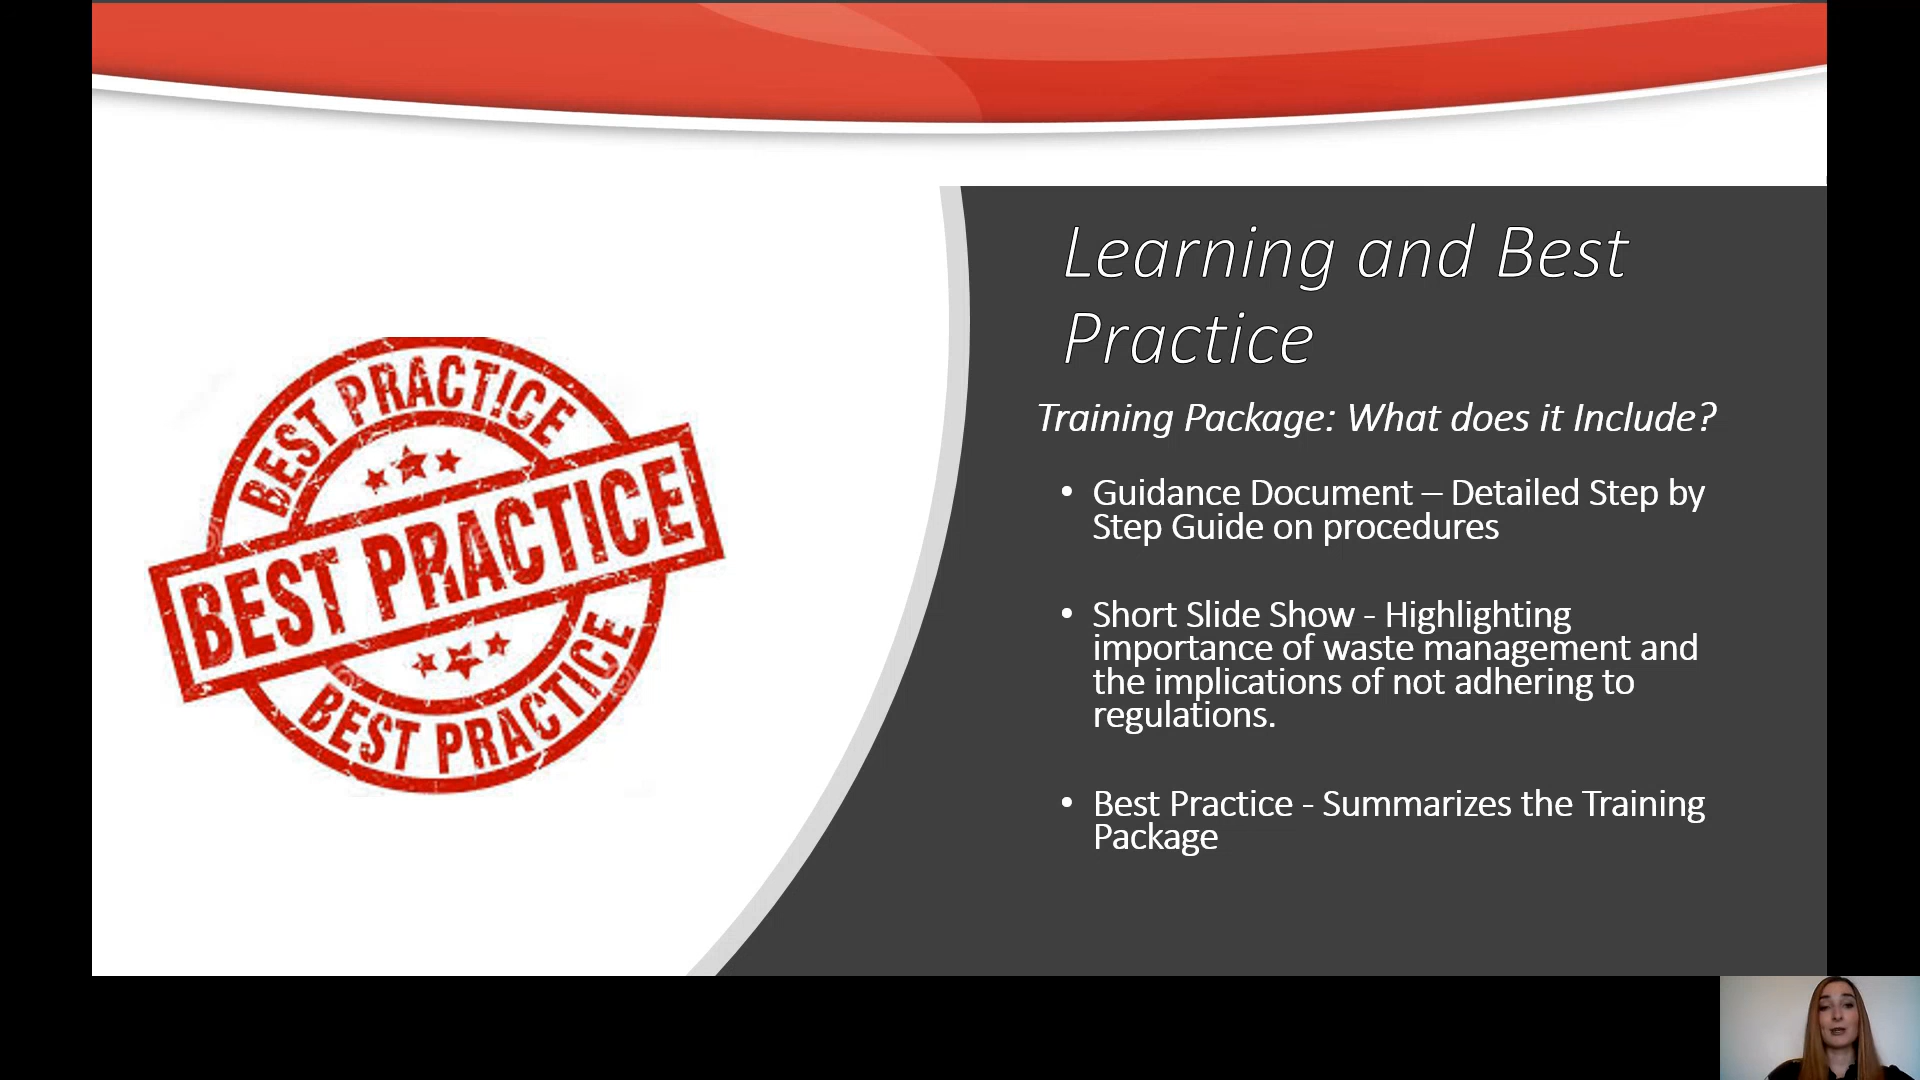 BEST PRACTICE
BEST PRACTICE
BEST PRACTICE
Learning and Best
Practice
Training Package: What does it Include?
• Guidance Document – Detailed Step by
Step Guide on procedures
• Short Slide Show - Highlighting
importance of waste management and
the implications of not adhering to
regulations.
• Best Practice - Summarizes the Training
Package